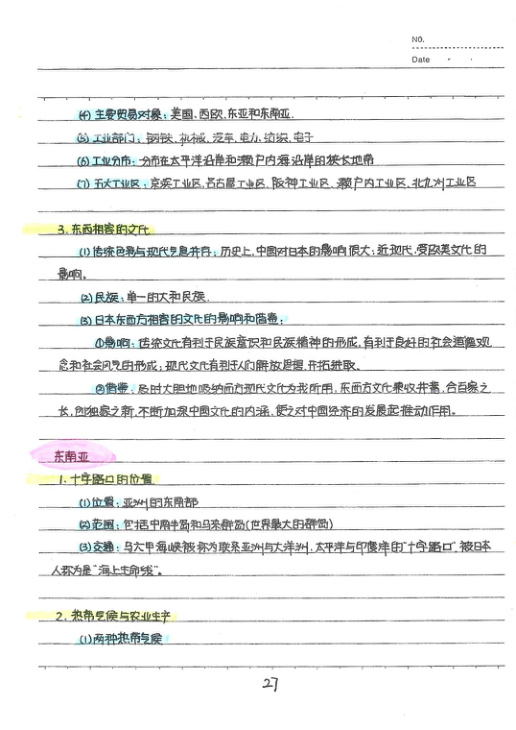 NO.
Date
(4) 主要贸易对象：美国、西欧、东亚和东南亚.
(5) 工业部门：钢铁、机械、汽车、电力、纺织、电子
(6) 工业分布：分布在太平洋沿岸和濑户内海沿岸的狭长地带
(7) 五大工业区：京滨工业区、名古屋工业区、阪神工业区、濑户内工业区、北九州工业区
3. 东西相容的文化
(1) 传统色彩与现代气息并存：历史上，中国对日本的影响很大；近现代，受欧美文化的
影响。
(2) 民族：单一的大和民族.
(3) 日本东西方相容的文化的影响和借鉴：
①影响：传统文化有利于民族意识和民族精神的形成，有利于良好的社会道德观
念和社会风气的形成；现代文化有利于人们解放思想、开拓进取。
②借鉴：及时大胆地吸纳西方现代文化为我所用，东西方文化兼收并蓄，合百家之
长，创独家之新，不断加深中国文化的内涵，使之对中国经济的发展起推动作用。
东南亚
1. 十字路口的位置
(1) 位置：亚州的东南部
(2) 范围：包括中南半岛和马来群岛(世界最大的群岛)
(3) 交通：马六甲海峡被称为联系亚州与大洋州、太平洋与印度洋的"十字路口"，被日本
人称为是"海上生命线"。
2. 热带气候与农业生产
(1) 两种热带气候
27